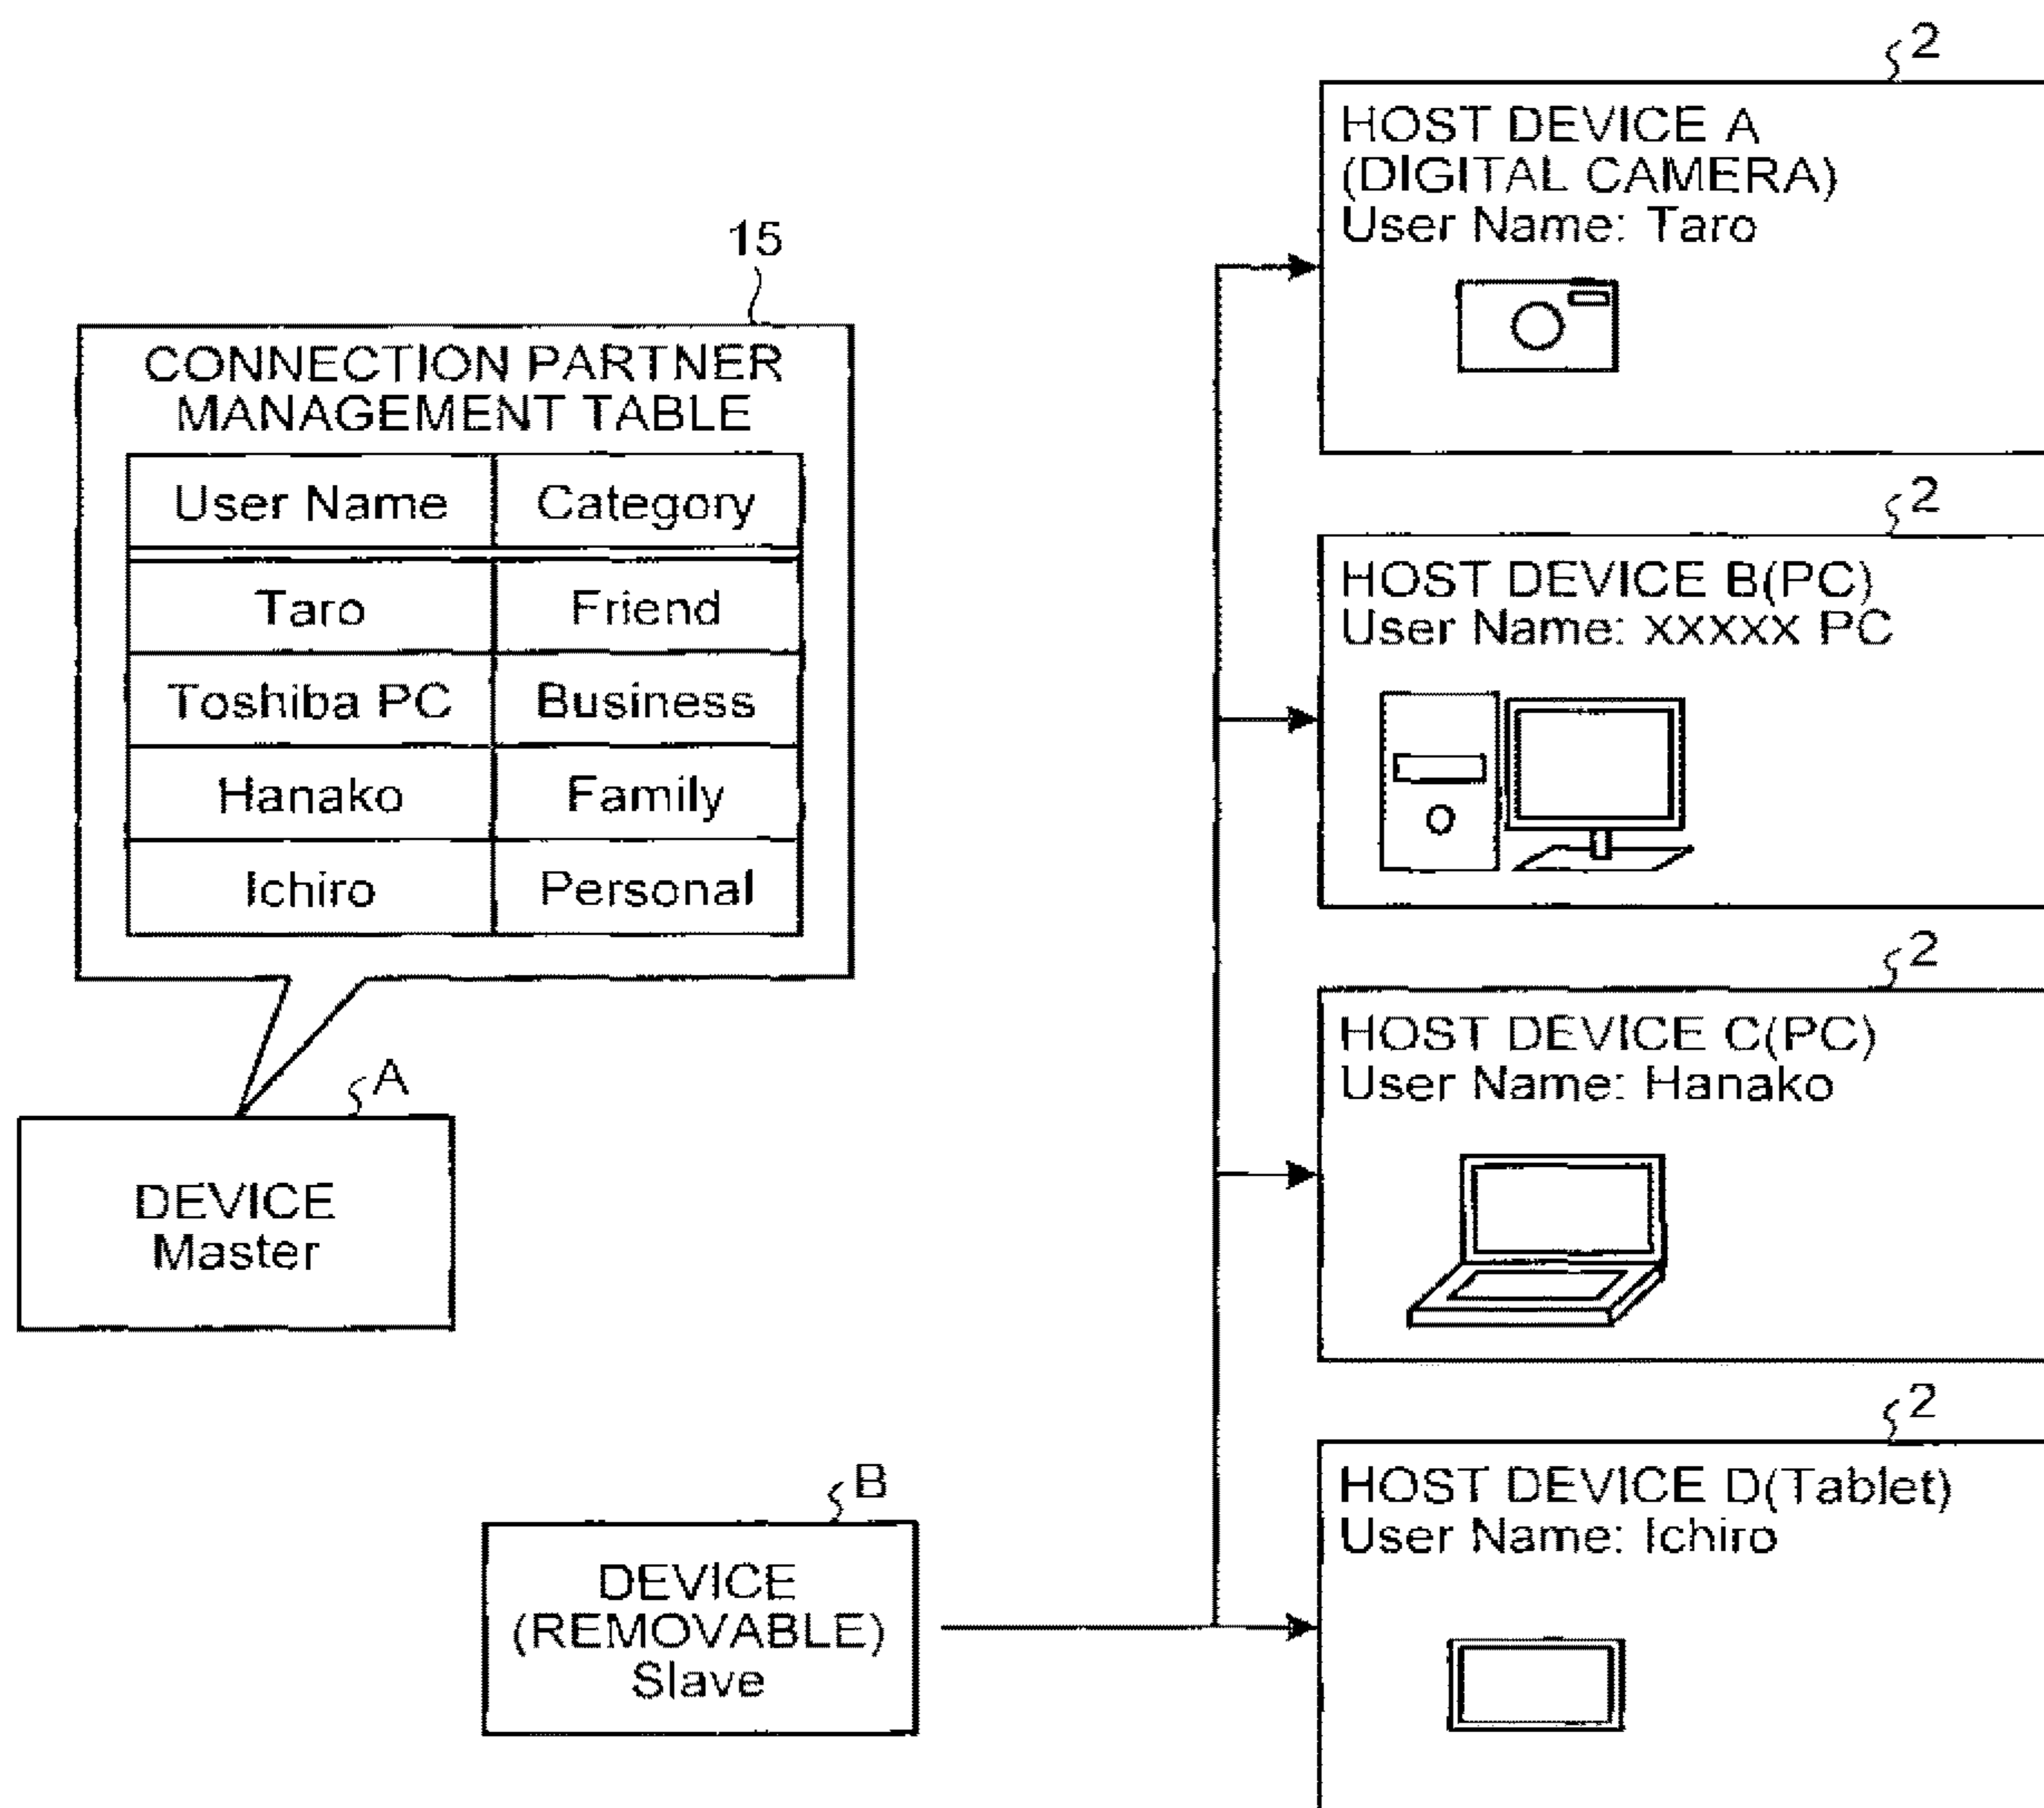 15
CONNECTION PARTNER
MANAGEMENT TABLE
User Name Category
Taro Friend
Toshiba PC Business
Hanako Family
Ichiro Personal
A
DEVICE
Master
B
DEVICE
(REMOVABLE)
Slave
2
HOST DEVICE A
(DIGITAL CAMERA)
User Name: Taro
2
HOST DEVICE B(PC)
User Name: xxxxx PC
2
HOST DEVICE C(PC)
User Name: Hanako
2
HOST DEVICE D(Tablet)
User Name: Ichiro